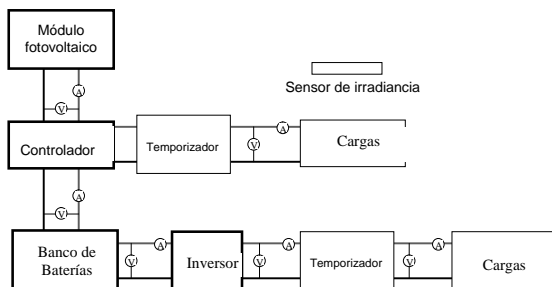 Módulo
fotovoltaico
A
V
Sensor de irradiancia
Controlador
Temporizador
A
V
Cargas
A
V
Banco de
Baterías
A
V
Inversor
A
V
Temporizador
A
V
Cargas